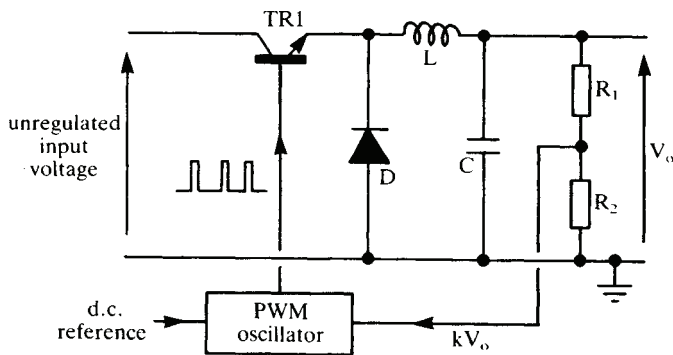 TR1
L
unregulated
input
voltage
D
C
R₁
R₂
Vₒ
d.c.
reference
PWM
oscillator
kVₒ